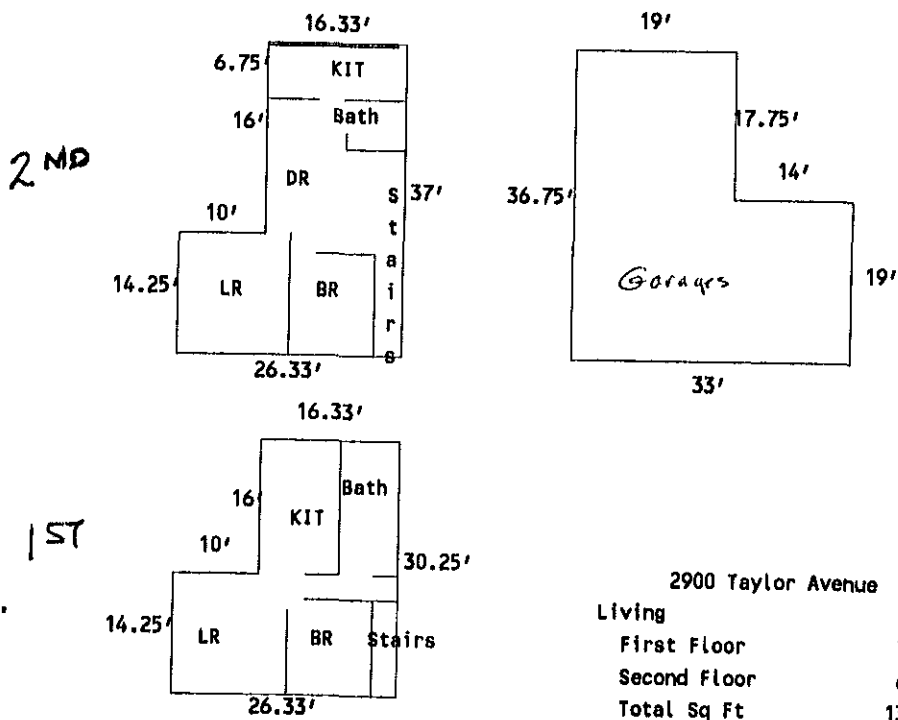 16.33'
6.75'
KIT
16'
Bath
2ND
DR
Stairs
37'
10'
14.25'
LR
BR
26.33'
19'
17.75'
14'
36.75'
Garages
19'
33'
16.33'
16'
Bath
KIT
1ST
10'
30.25'
14.25'
LR
BR
Stairs
26.33'
2900 Taylor Avenue
Living
First Floor
Second Floor
Total Sq Ft